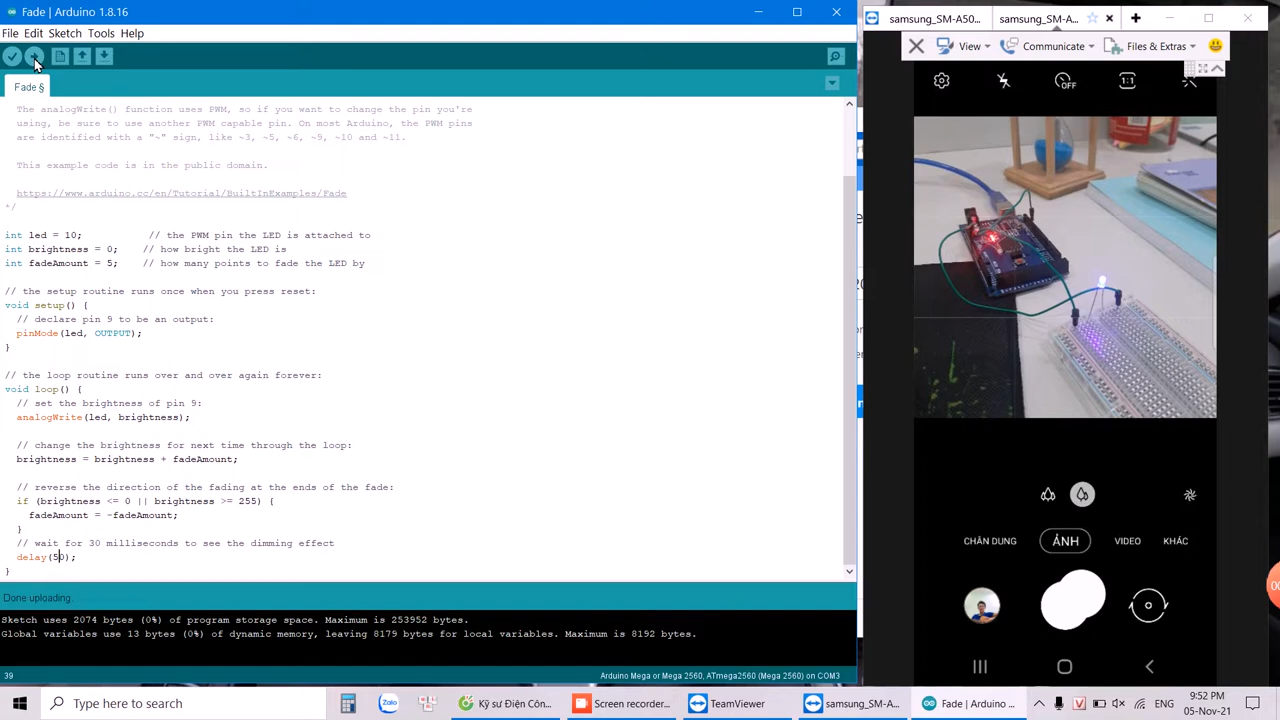 Fade | Arduino 1.8.16
File Edit Sketch Tools Help
Fade §
The analogWrite() function uses PWM, so if you want to change the pin you're
using, be sure to use another PWM capable pin. On most Arduino, the PWM pins
are identified with a "~" sign, like ~3, ~5, ~6, ~9, ~10 and ~11.
This example code is in the public domain.
https://www.arduino.cc/en/Tutorial/BuiltInExamples/Fade
*/
int led = 10; // the PWM pin the LED is attached to
int brightness = 0; // how bright the LED is
int fadeAmount = 5; // how many points to fade the LED by
// the setup routine runs once when you press reset:
void setup() {
// declare pin 9 to be an output:
pinMode(led, OUTPUT);
}
// the loop routine runs over and over again forever:
void loop() {
// set the brightness of pin 9:
analogWrite(led, brightness);
// change the brightness for next time through the loop:
brightness = brightness + fadeAmount;
// reverse the direction of the fading at the ends of the fade:
if (brightness <= 0 || brightness >= 255) {
fadeAmount = -fadeAmount;
}
// wait for 30 milliseconds to see the dimming effect
delay(50);
}
Done uploading.
Sketch uses 2074 bytes (0%) of program storage space. Maximum is 253952 bytes.
Global variables use 13 bytes (0%) of dynamic memory, leaving 8179 bytes for local variables. Maximum is 8192 bytes.
39
Arduino Mega or Mega 2560, ATmega2560 (Mega 2560) on COM3
samsung_SM-A50...
samsung_SM-A...
View
Communicate
Files & Extras
OFF
1:1
CHÂN DUNG
ẢNH
VIDEO
KHÁC
Type here to search
Zalo
Kỹ sư Điện Côn...
Screen recorder...
TeamViewer
samsung_SM-A...
Arduino
Fade | Arduino ...
V
9:52 PM
05-Nov-21